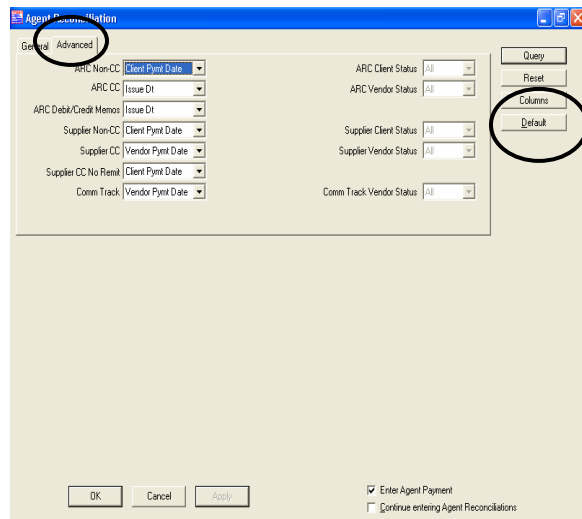 Agent Reconciliation
General Advanced
ARC Non-CC Client Pymt Date ARC Client Status All
ARC CC Issue Dt ARC Vendor Status All
ARC Debit/Credit Memos Issue Dt
Supplier Non-CC Client Pymt Date Supplier Client Status All
Supplier CC Vendor Pymt Date Supplier Vendor Status All
Supplier CC No Remit Client Pymt Date
Comm Track Vendor Pymt Date Comm Track Vendor Status All
Query
Reset
Columns
Default
OK Cancel Apply
Enter Agent Payment
Continue entering Agent Reconciliations